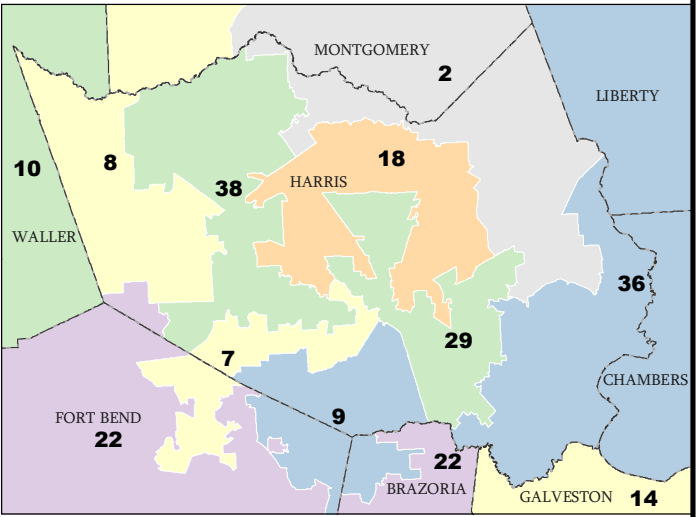 MONTGOMERY
2
LIBERTY
18
10
8
38
HARRIS
WALLER
36
29
7
CHAMBERS
FORT BEND
22
9
22
BRAZORIA
GALVESTON 14